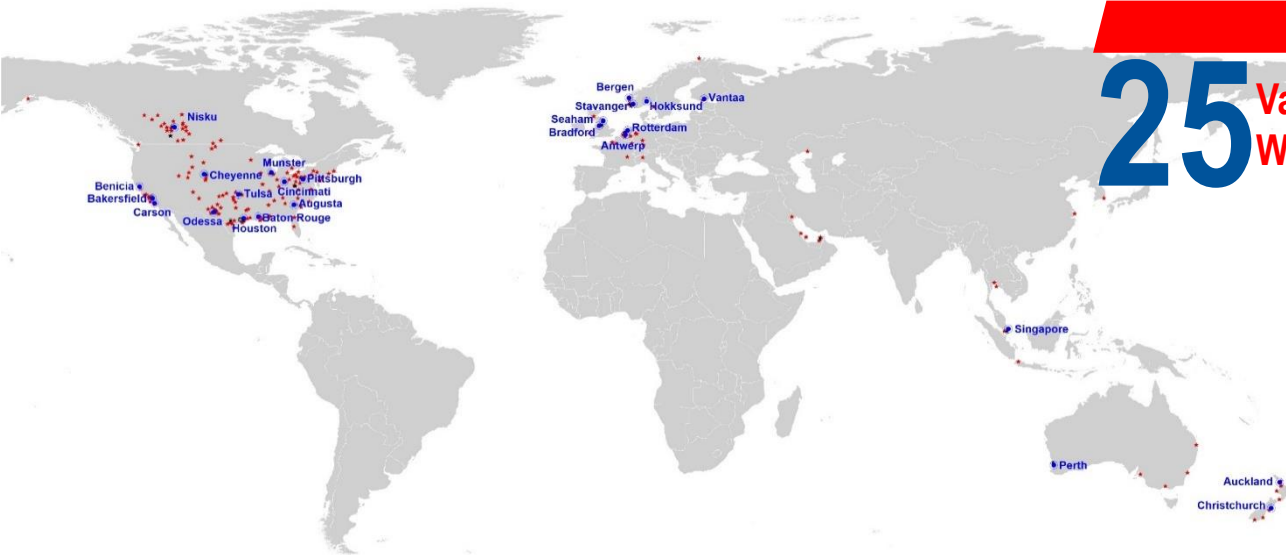 25
Va
W
Bergen
Stavanger
Hokksund
Vantaa
Seaham
Bradford
Rotterdam
Antwerp
Nisku
Munster
Cheyenne
Pittsburgh
Benicia
Tulsa
Cincinnati
Bakersfield
Augusta
Carson
Odessa
Baton Rouge
Houston
Singapore
Perth
Auckland
Christchurch